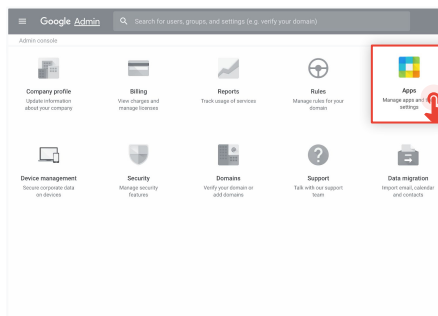 Google Admin
Search for users, groups, and settings (e.g. verify your domain)
Admin console
Company profile
Update information
about your company
Billing
View charges and
manage licenses
Reports
Track usage of services
Rules
Manage rules for your
domain
Apps
Manage apps and
settings
Device management
Secure corporate data
on devices
Security
Manage security
features
Domains
Verify your domain or
add domains
Support
Talk with our support
team
Data migration
Import email, calendar
and contacts